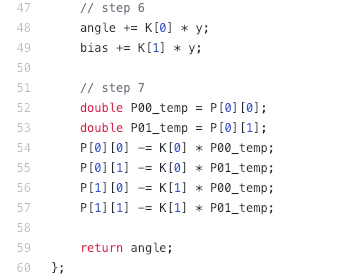 47 // step 6
48 angle += K[0] * y;
49 bias += K[1] * y;
50
51 // step 7
52 double P00_temp = P[0][0];
53 double P01_temp = P[0][1];
54 P[0][0] -= K[0] * P00_temp;
55 P[0][1] -= K[0] * P01_temp;
56 P[1][0] -= K[1] * P00_temp;
57 P[1][1] -= K[1] * P01_temp;
58
59 return angle;
60 };